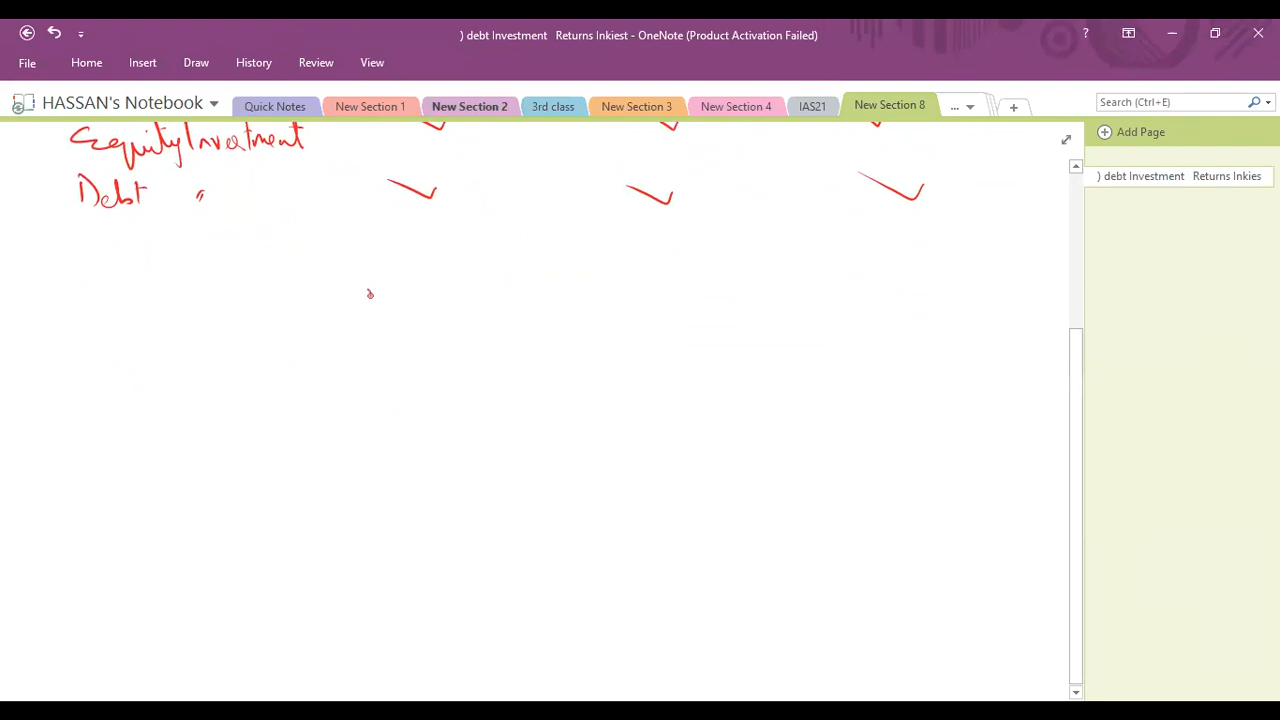 ) debt Investment Returns Inkiest - OneNote (Product Activation Failed)
?
File Home Insert Draw History Review View
HASSAN's Notebook Quick Notes New Section 1 New Section 2 3rd class New Section 3 New Section 4 IAS21 New Section 8 ... + Search (Ctrl+E)
Add Page
) debt Investment Returns Inkies
Eequity Investment
Debt "